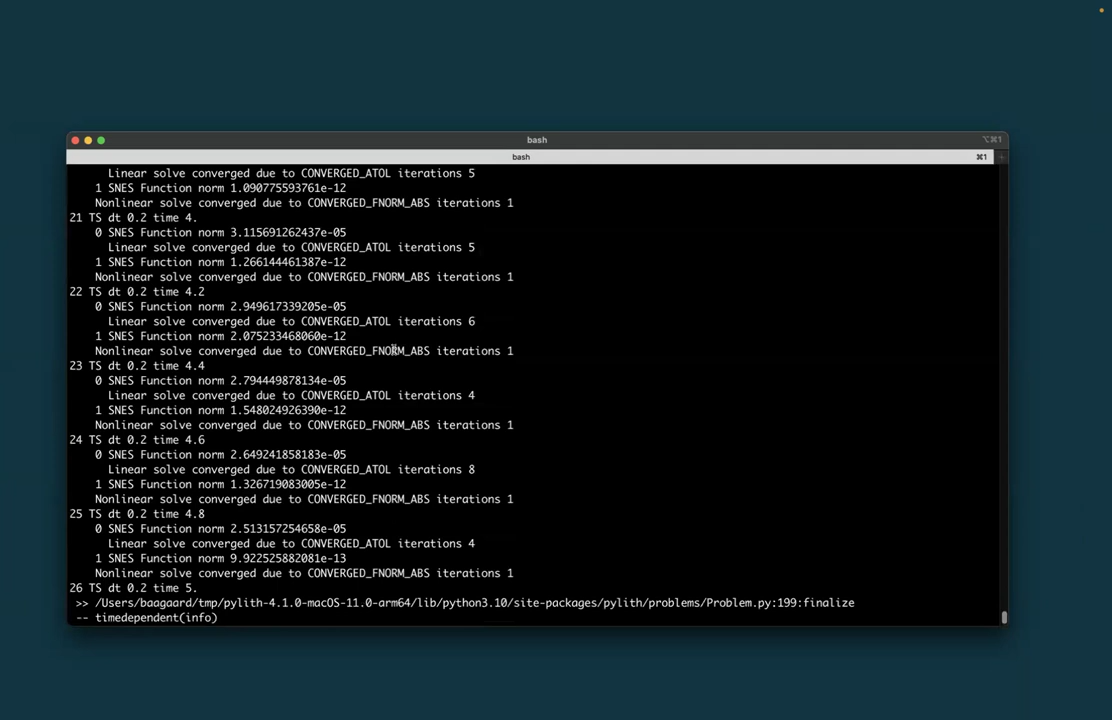 bash
⌥⌘1
bash
⌘1
+
Linear solve converged due to CONVERGED_ATOL iterations 5
1 SNES Function norm 1.090775593761e-12
Nonlinear solve converged due to CONVERGED_FNORM_ABS iterations 1
21 TS dt 0.2 time 4.
0 SNES Function norm 3.115691262437e-05
Linear solve converged due to CONVERGED_ATOL iterations 5
1 SNES Function norm 1.266144461387e-12
Nonlinear solve converged due to CONVERGED_FNORM_ABS iterations 1
22 TS dt 0.2 time 4.2
0 SNES Function norm 2.949617339205e-05
Linear solve converged due to CONVERGED_ATOL iterations 6
1 SNES Function norm 2.075233468060e-12
Nonlinear solve converged due to CONVERGED_FNORM_ABS iterations 1
23 TS dt 0.2 time 4.4
0 SNES Function norm 2.794449878134e-05
Linear solve converged due to CONVERGED_ATOL iterations 4
1 SNES Function norm 1.548024926390e-12
Nonlinear solve converged due to CONVERGED_FNORM_ABS iterations 1
24 TS dt 0.2 time 4.6
0 SNES Function norm 2.649241858183e-05
Linear solve converged due to CONVERGED_ATOL iterations 8
1 SNES Function norm 1.326719083005e-12
Nonlinear solve converged due to CONVERGED_FNORM_ABS iterations 1
25 TS dt 0.2 time 4.8
0 SNES Function norm 2.513157254658e-05
Linear solve converged due to CONVERGED_ATOL iterations 4
1 SNES Function norm 9.922525882081e-13
Nonlinear solve converged due to CONVERGED_FNORM_ABS iterations 1
26 TS dt 0.2 time 5.
>> /Users/baagaard/tmp/pylith-4.1.0-macOS-11.0-arm64/lib/python3.10/site-packages/pylith/problems/Problem.py:199:finalize
-- timedependent(info)